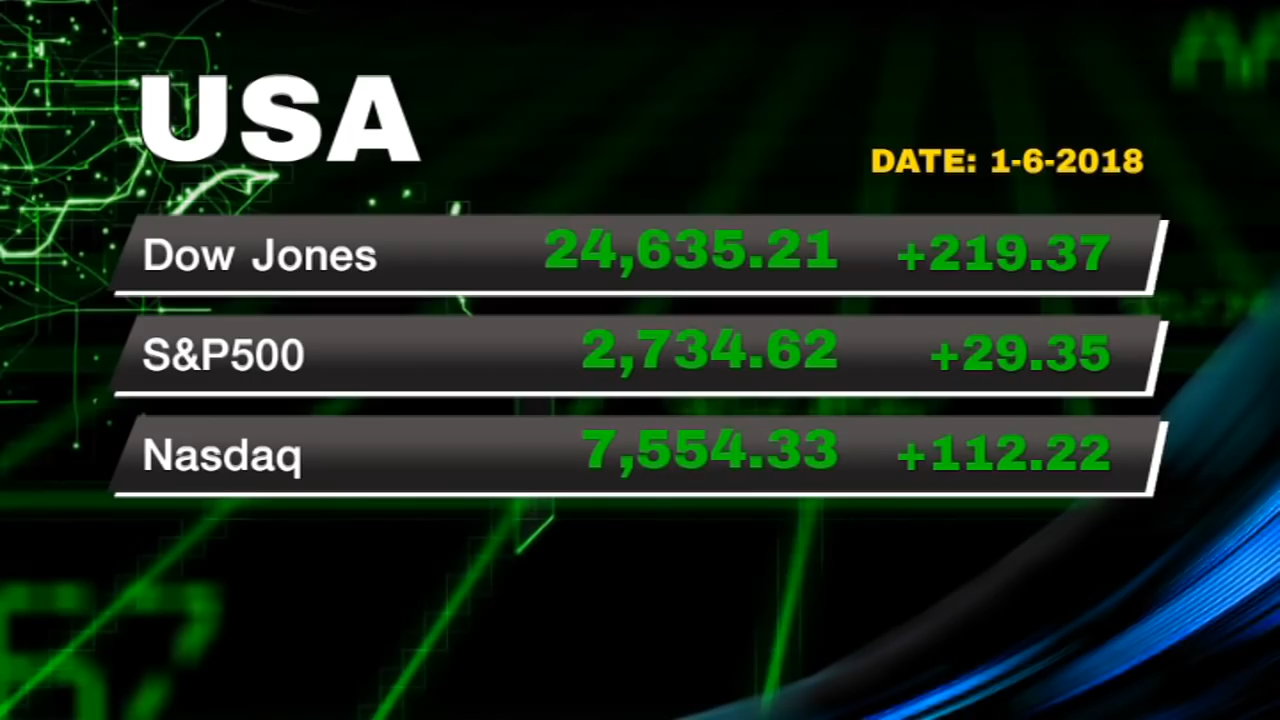 USA
DATE: 1-6-2018
Dow Jones 24,635.21 +219.37
S&P500 2,734.62 +29.35
Nasdaq 7,554.33 +112.22